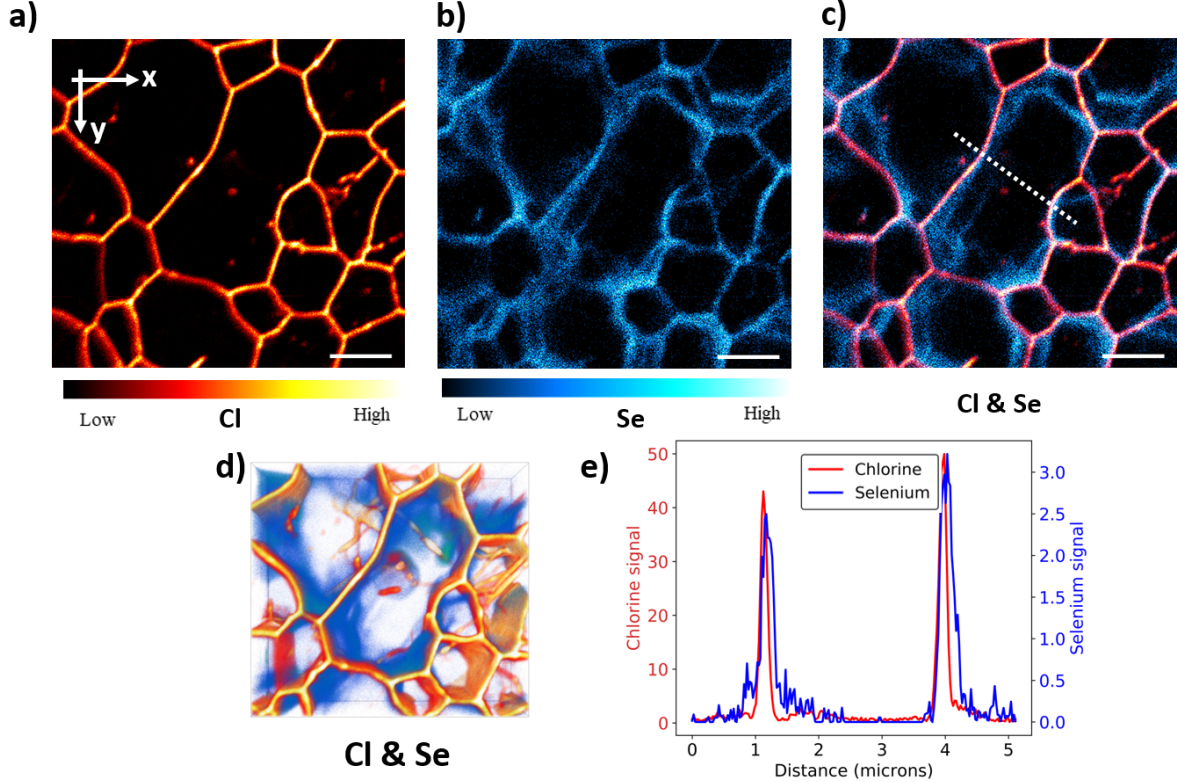 a)
b)
c)
x
y
Low Cl High
Low Se High
Cl & Se
d)
Cl & Se
e)
Chlorine
Selenium
50
40
30
20
10
0
Chlorine signal
3.0
2.5
2.0
1.5
1.0
0.5
0.0
Selenium signal
0 1 2 3 4 5
Distance (microns)